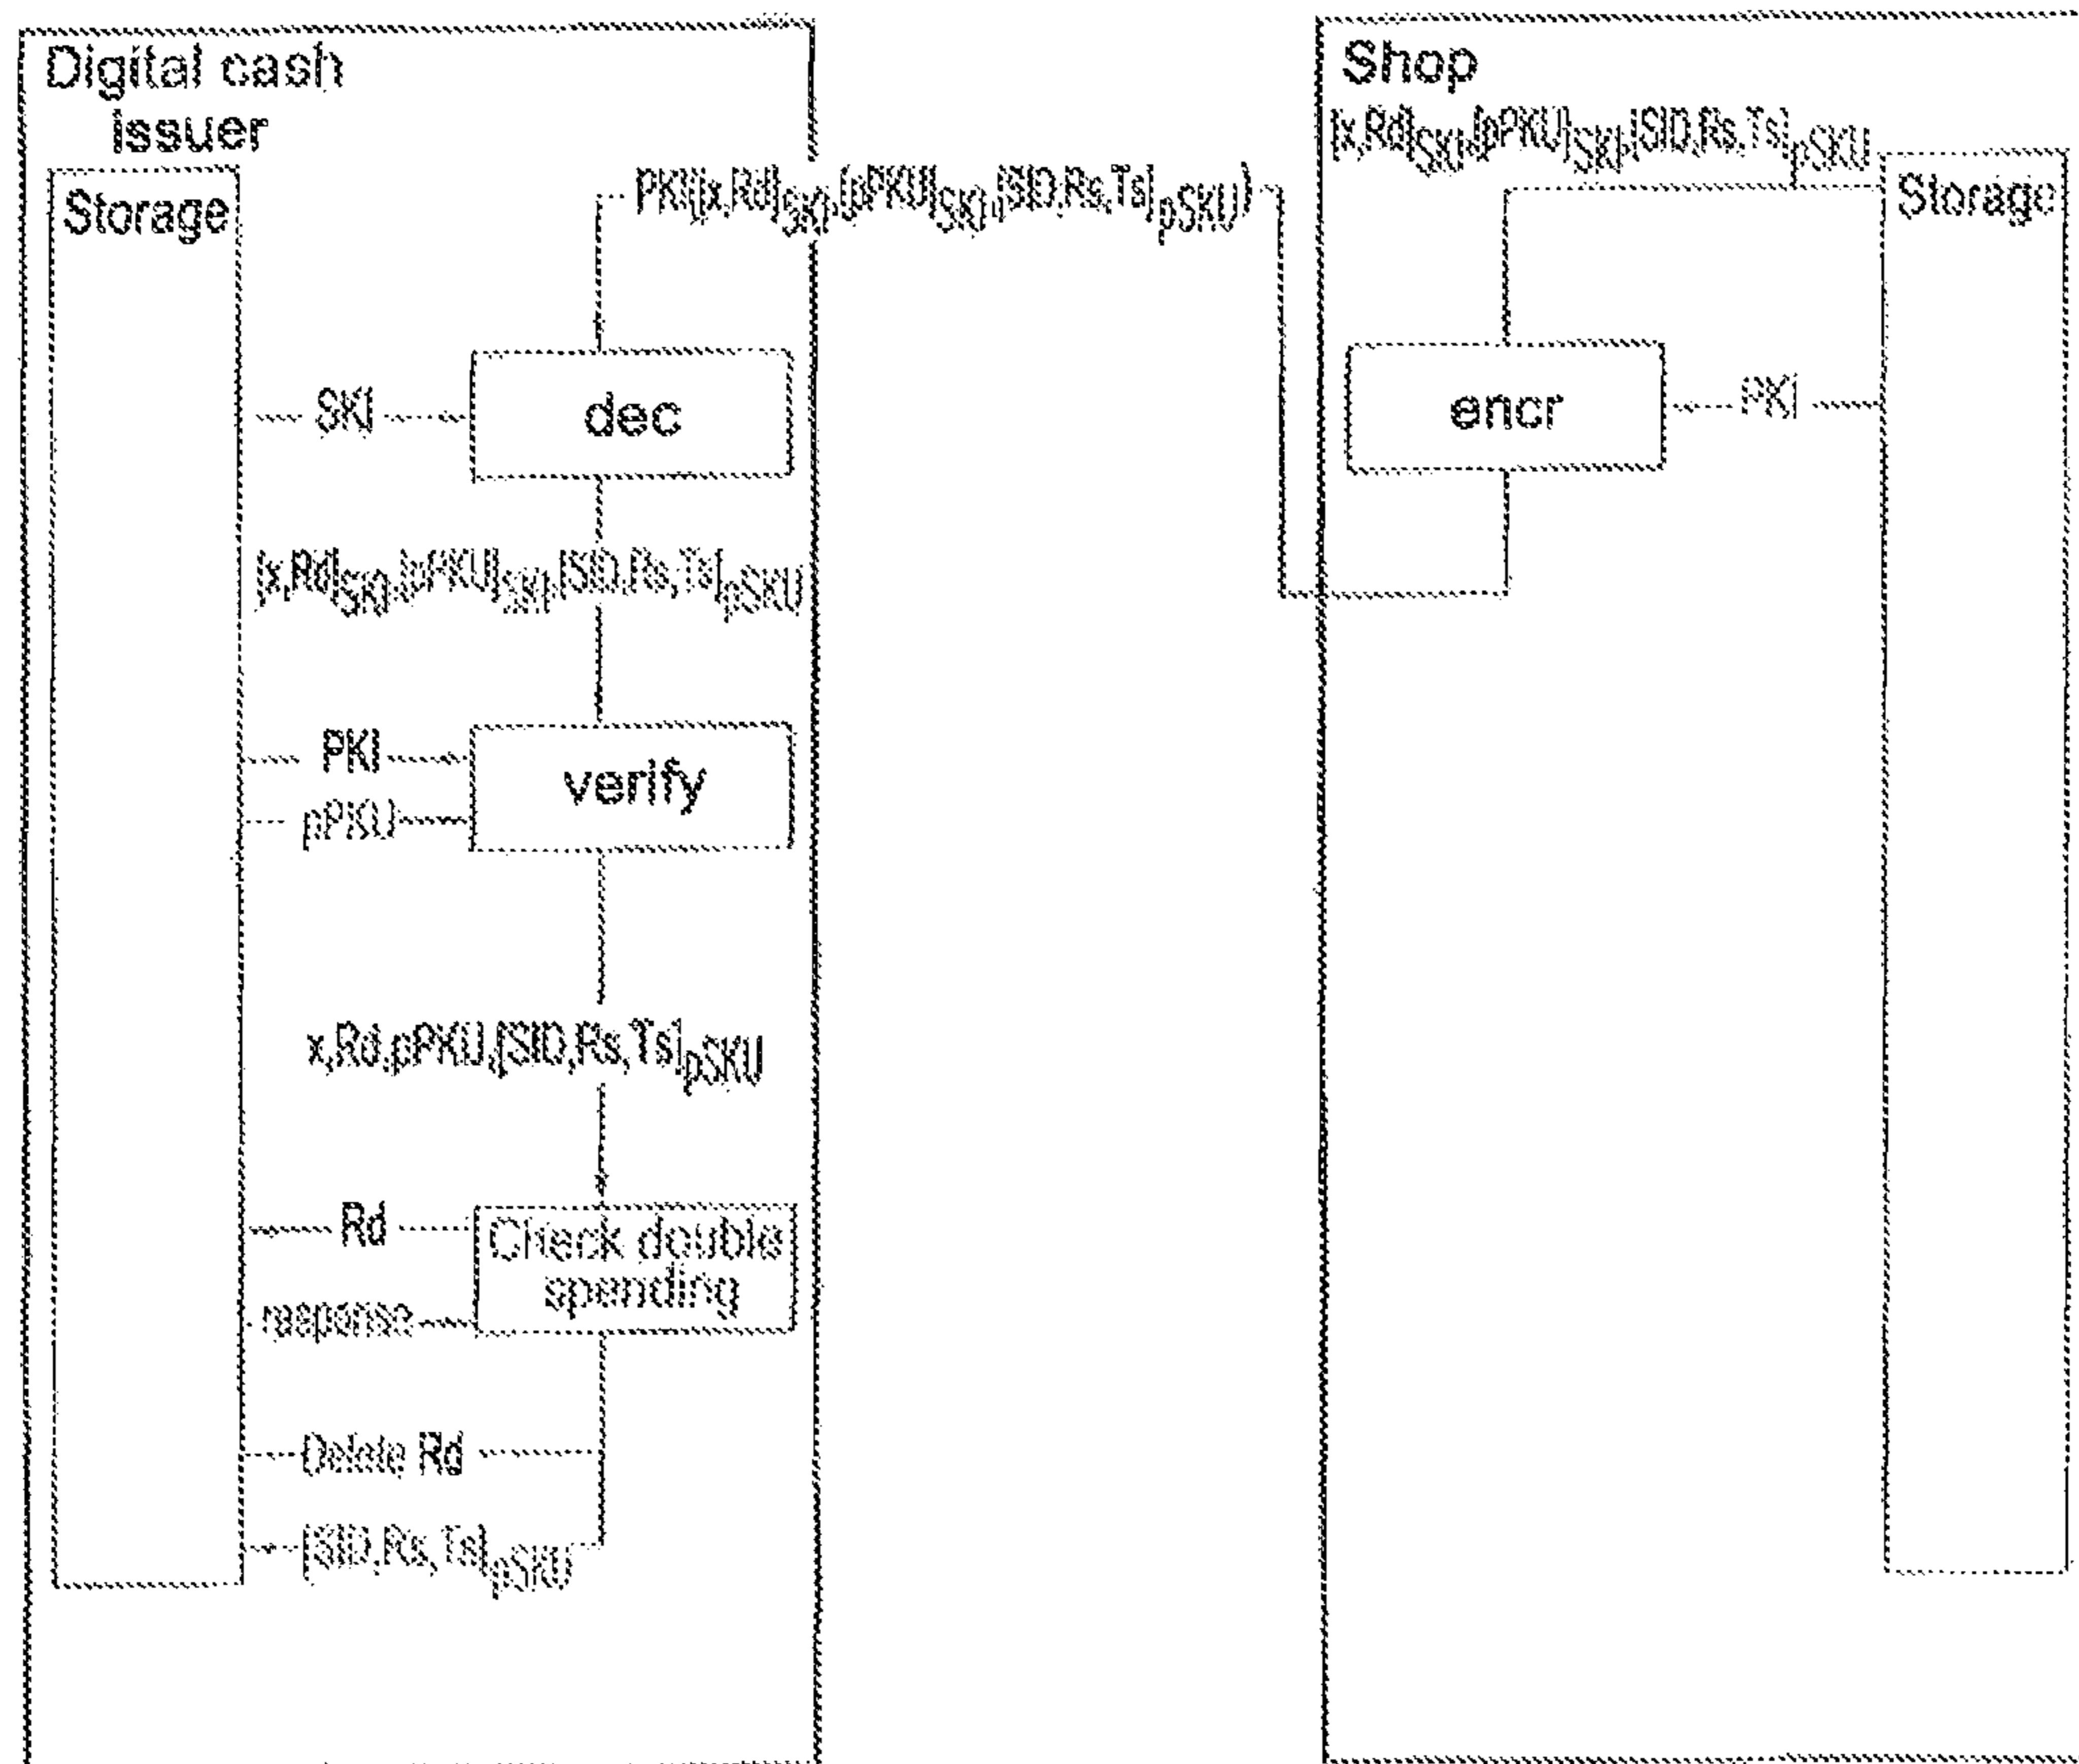 Digital cash
issuer
Storage
PKI([x,Rd]SKI,[pPKU]SKI,[SID,Rs,Ts]pSKU)
SKI
dec
[x,Rd]SKI,[pPKU]SKI,[SID,Rs,Ts]pSKU
PKI
verify
pPKU
x,Rd,pPKU,[SID,Rs,Ts]pSKU
Rd
Check double
spending
response
Delete Rd
[SID,Rs,Ts]pSKU
Shop
[x,Rd]SKI,[pPKU]SKI,[SID,Rs,Ts]pSKU
Storage
encr
PKI